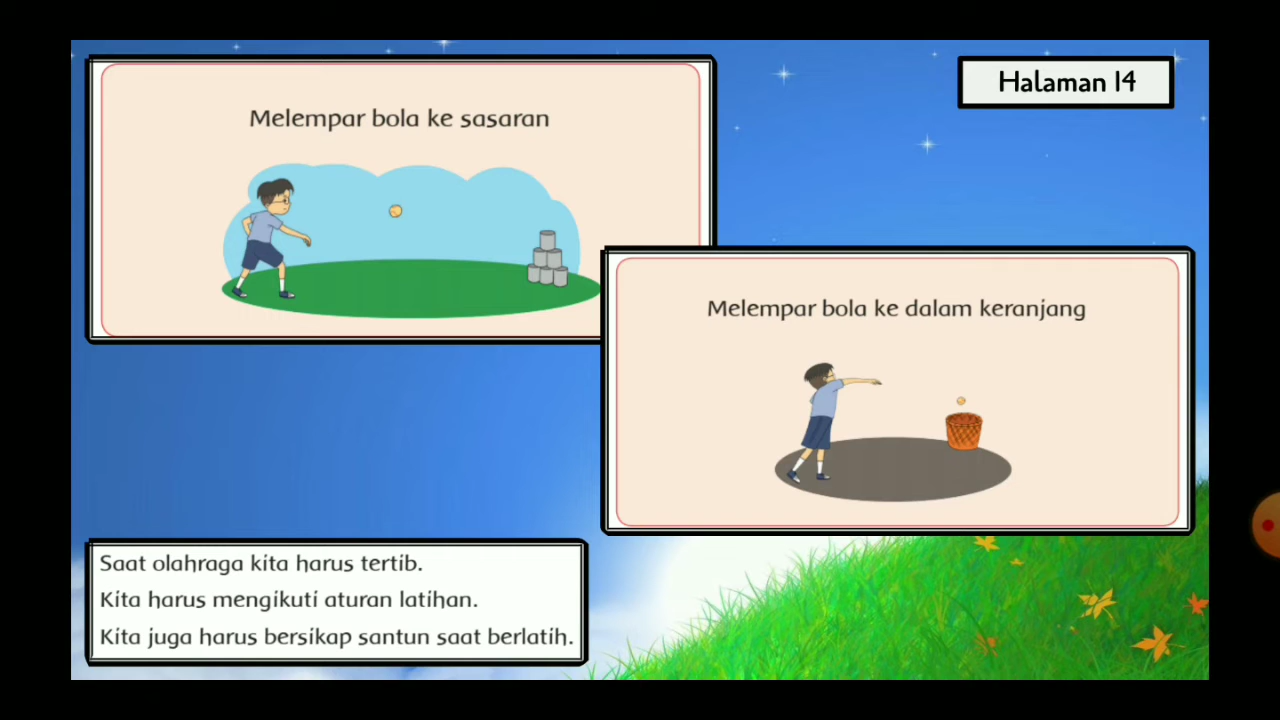 Melempar bola ke sasaran
Halaman 14
Melempar bola ke dalam keranjang
Saat olahraga kita harus tertib.
Kita harus mengikuti aturan latihan.
Kita juga harus bersikap santun saat berlatih.